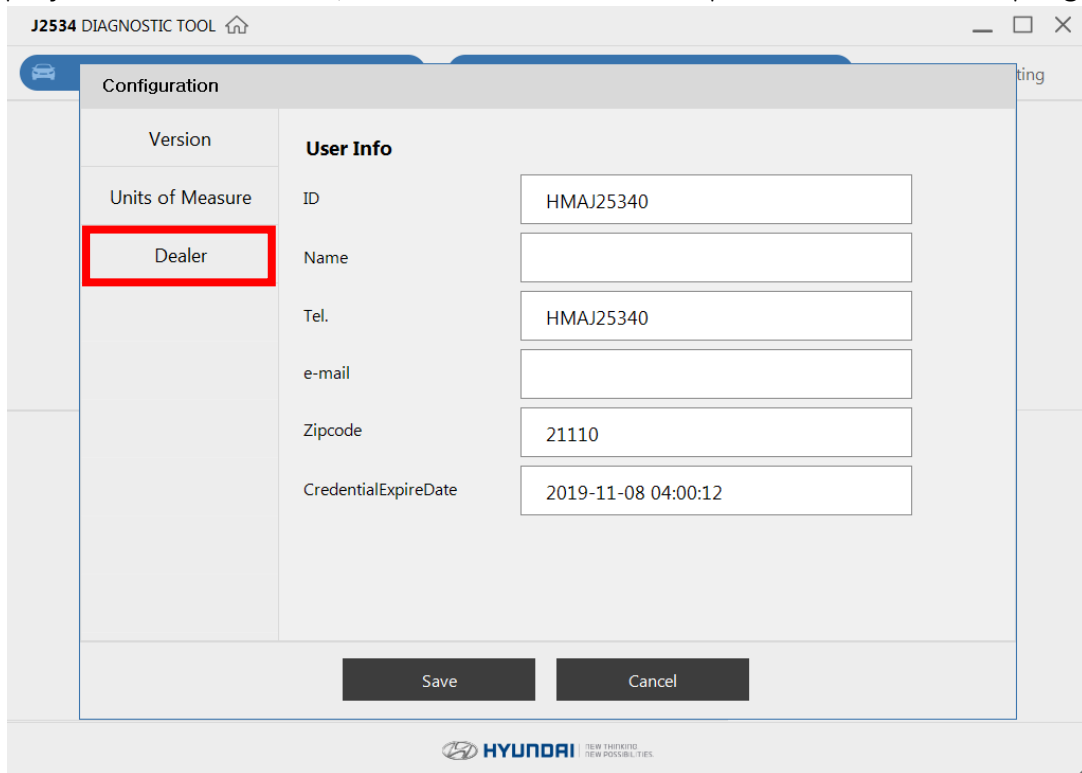 J2534 DIAGNOSTIC TOOL
ting
Configuration
Version
Units of Measure
Dealer
User Info
ID HMAJ25340
Name
Tel. HMAJ25340
e-mail
Zipcode 21110
CredentialExpireDate 2019-11-08 04:00:12
Save Cancel
HYUNDAI NEW THINKING
NEW POSSIBILITIES